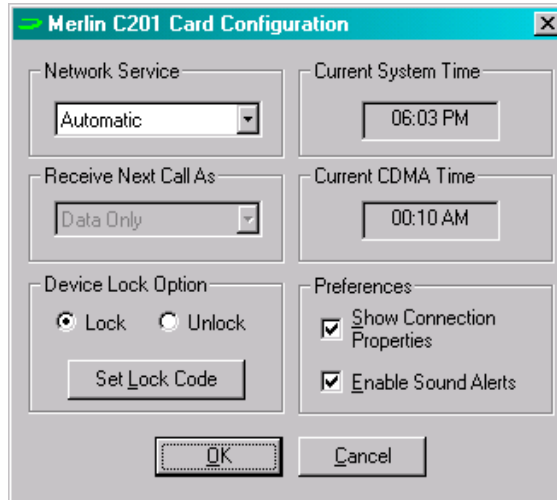 Merlin C201 Card Configuration
Network Service
Automatic
Current System Time
06:03 PM
Receive Next Call As
Data Only
Current CDMA Time
00:10 AM
Device Lock Option
Lock Unlock
Set Lock Code
Preferences
Show Connection
Properties
Enable Sound Alerts
OK Cancel